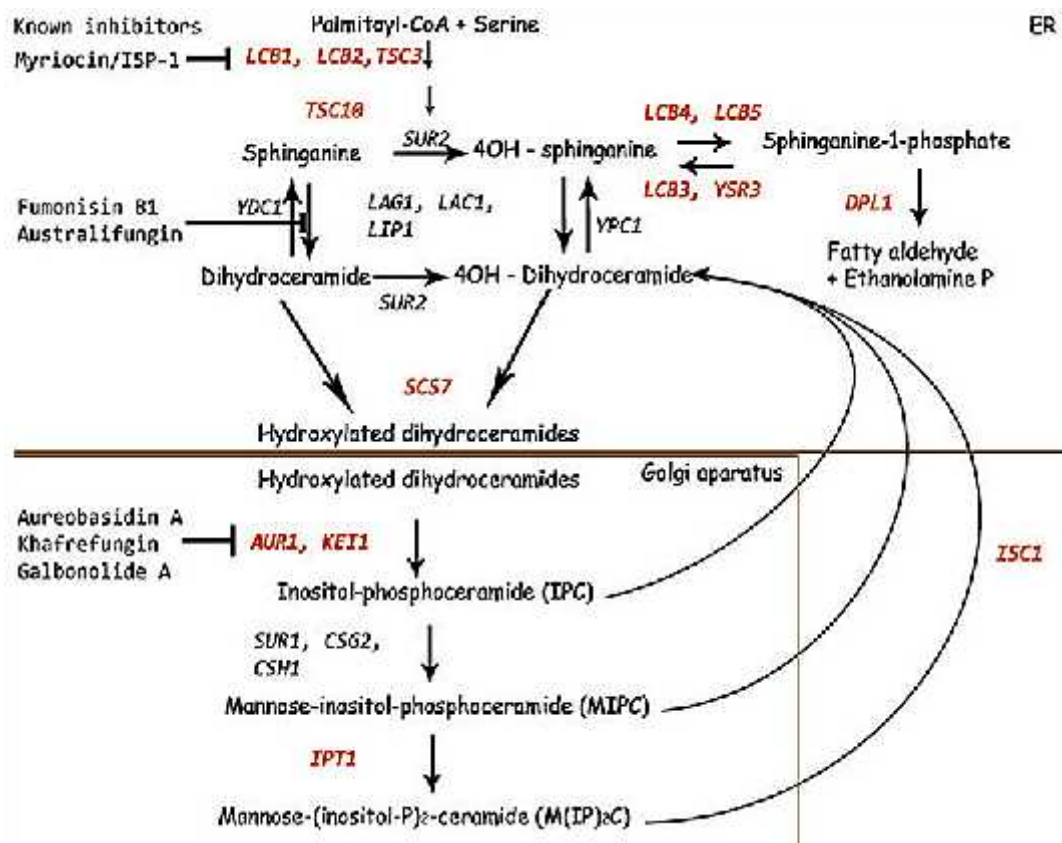 Known inhibitors
Palmitoyl-CoA + Serine
ER
Myriocin/ISP-1
LCB1, LCB2,TSC3
TSC10
SUR2
LCB4, LCB5
Sphinganine
4OH - sphinganine
Sphinganine-1-phosphate
LCB3, YSR3
Fumonisin B1
Australifungin
YDC1
LAG1, LAC1,
LIP1
YPC1
DPL1
Fatty aldehyde
+ Ethanolamine P
Dihydroceramide
4OH - Dihydroceramide
SUR2
SCS7
Hydroxylated dihydroceramides
Hydroxylated dihydroceramides
Golgi apparatus
Aureobasidin A
Khafrefungin
Galbonolide A
AUR1, KEI1
ISC1
Inositol-phosphoceramide (IPC)
SUR1, CSG2,
CSH1
Mannose-inositol-phosphoceramide (MIPC)
IPT1
Mannose-(inositol-P)₂-ceramide (M(IP)₂C)